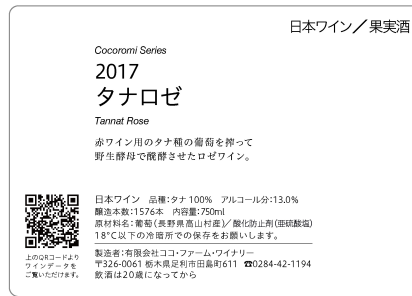 日本ワイン／果実酒
Cocoromi Series
2017
タナロゼ
Tannat Rose
赤ワイン用のタナ種の葡萄を搾って
野生酵母で醗酵させたロゼワイン。
日本ワイン 品種：タナ 100% アルコール分：13.0%
醸造本数：1576本 内容量：750ml
原材料名：葡萄（長野県高山村産）／酸化防止剤（亜硫酸塩）
18℃以下の冷暗所での保存をお願いします。
製造者：有限会社ココ・ファーム・ワイナリー
〒326-0061 栃木県足利市田島町611 ☎0284-42-1194
飲酒は20歳になってから
上のQRコードより
ワインデータを
ご覧いただけます。